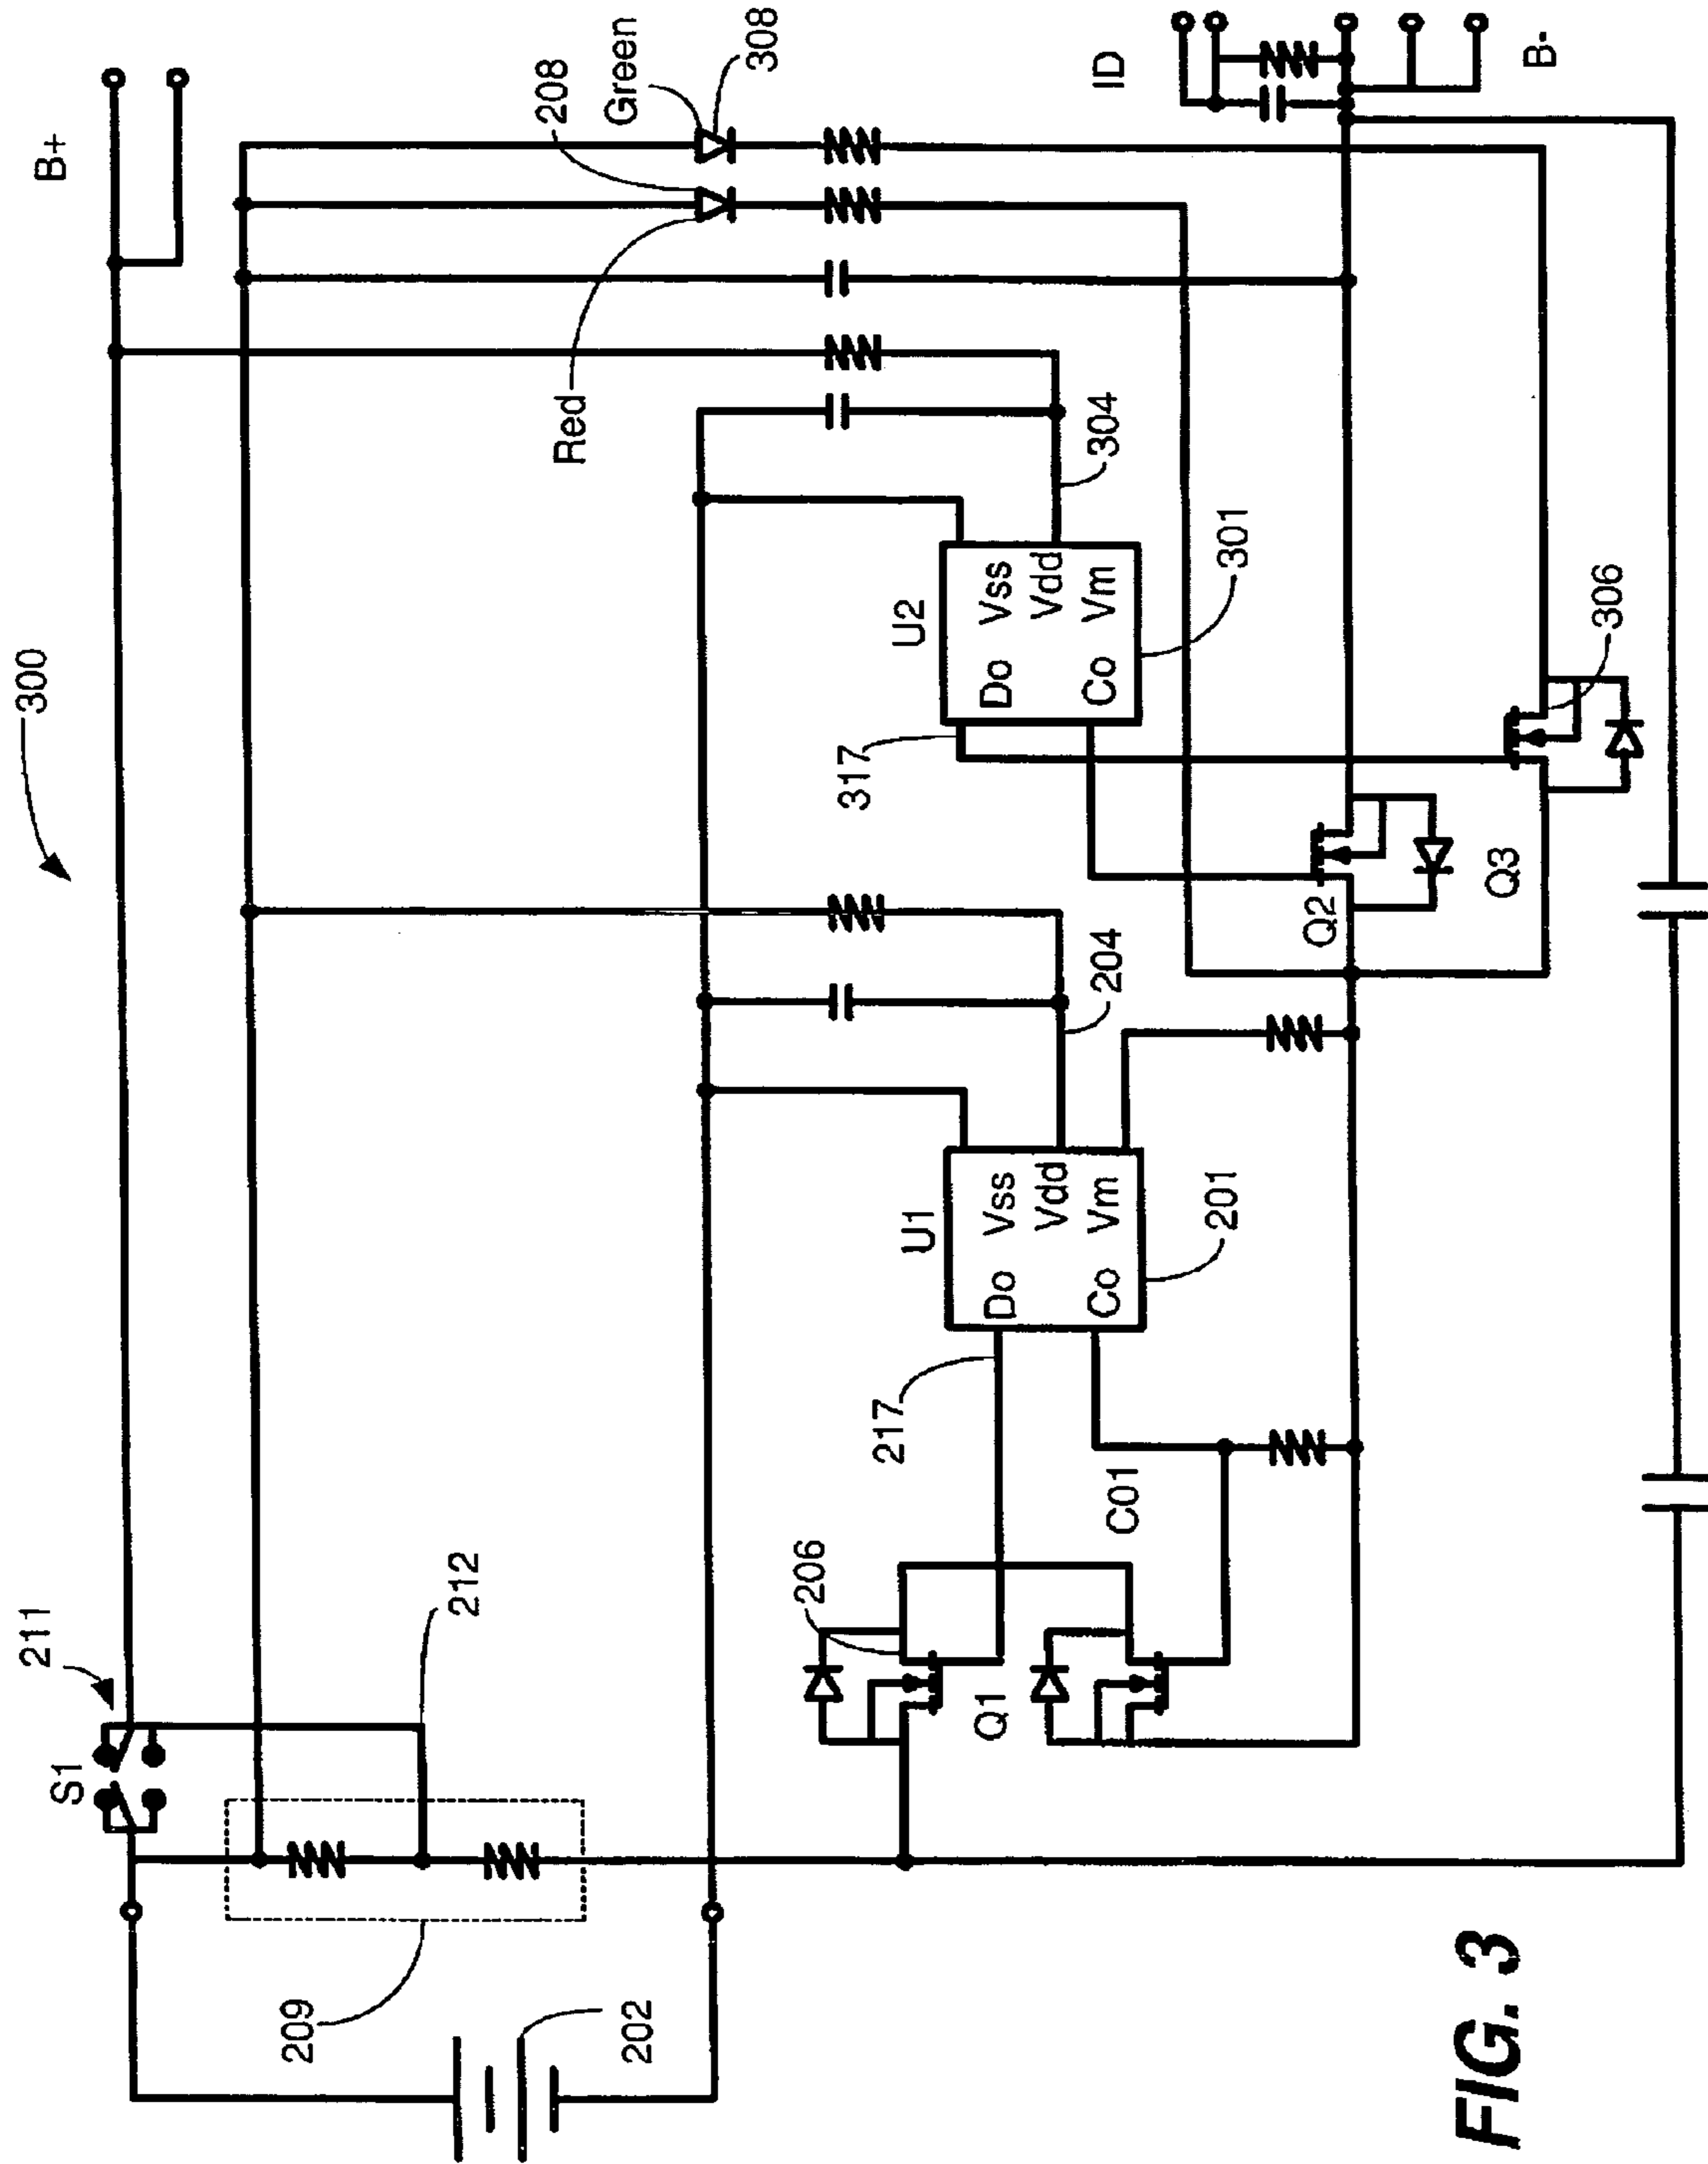 300
B+
211
S1
212
209
202
Green
308
208
Red
ID
B-
U1
Do Vss
Vdd
Co Vm
201
204
217
206
Q1
C01
U2
Do Vss
Vdd
Co Vm
301
304
317
306
Q2
Q3
FIG. 3